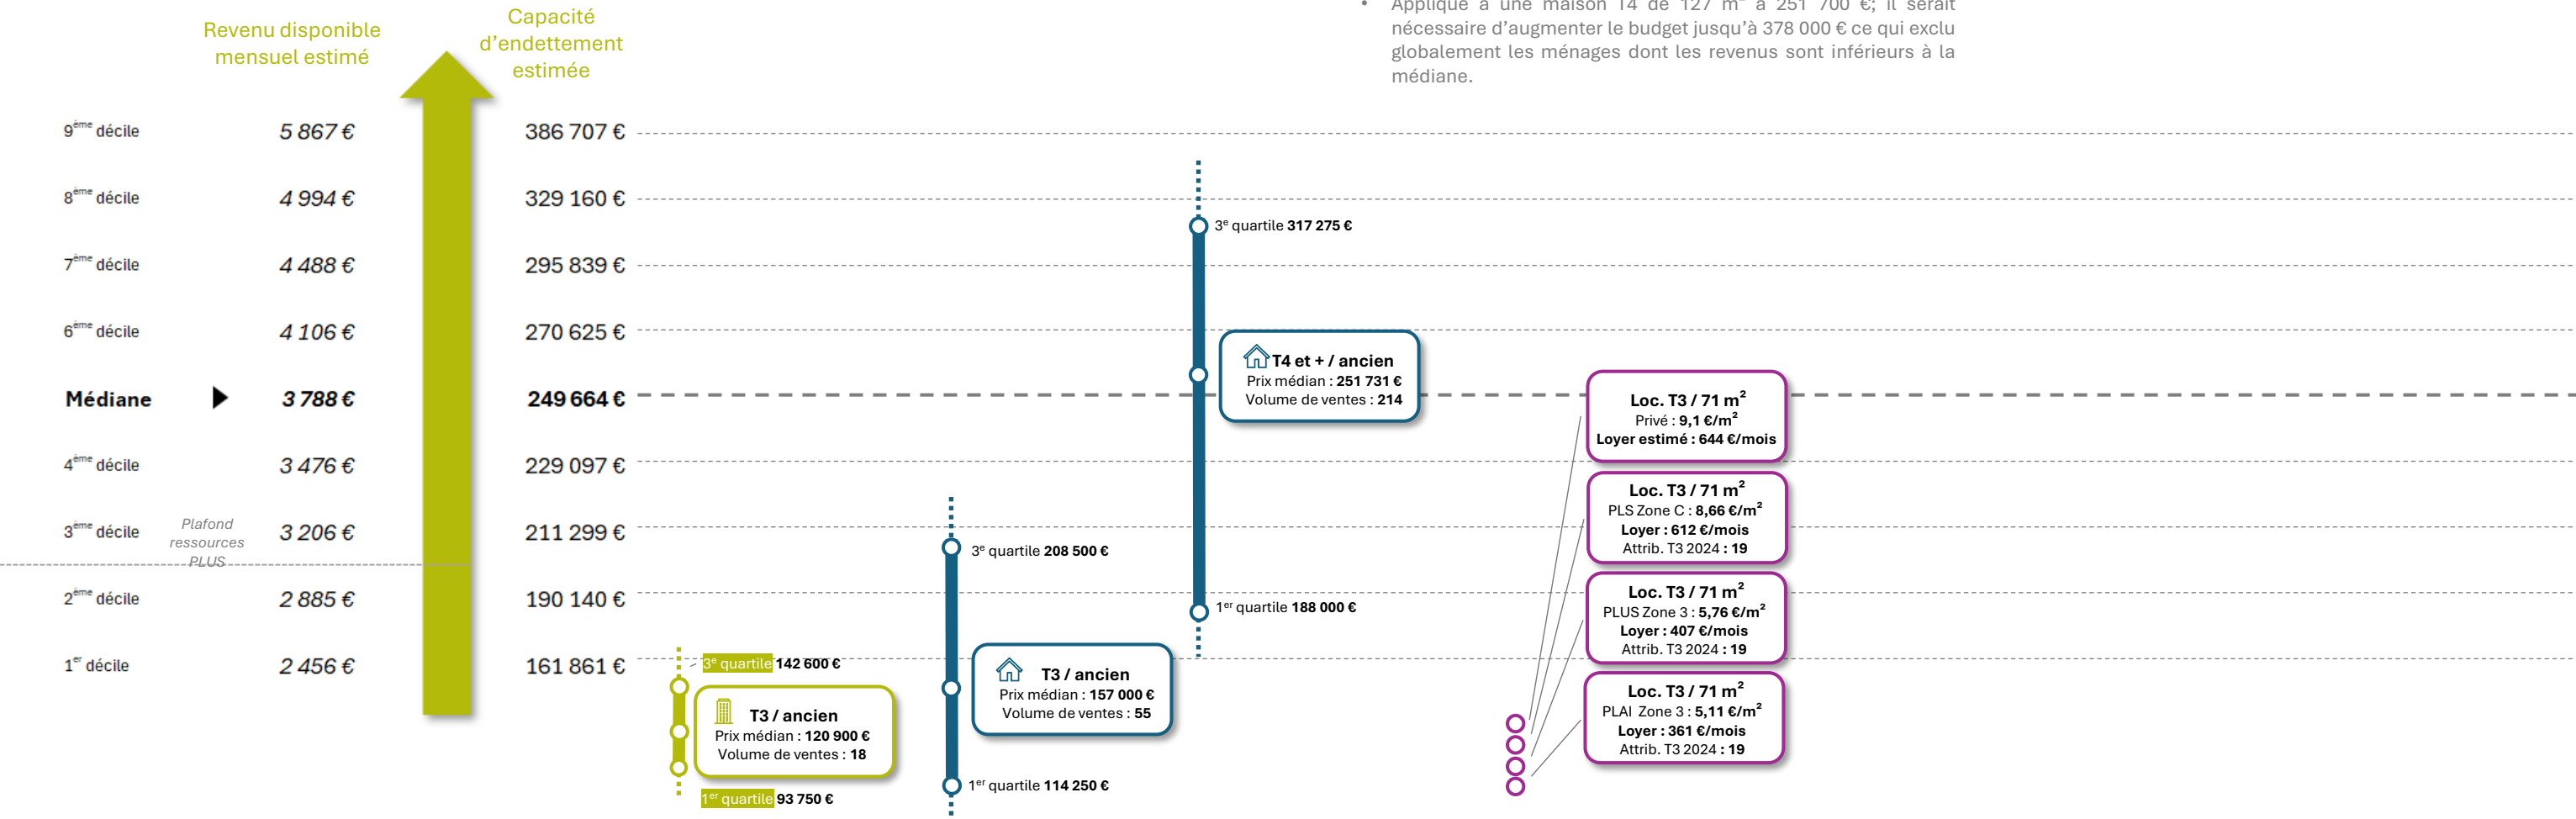 • Appliqué à une maison T4 de 127 m² à 251 700 €; il serait
nécessaire d’augmenter le budget jusqu’à 378 000 € ce qui exclu
globalement les ménages dont les revenus sont inférieurs à la
médiane.
Revenu disponible
mensuel estimé
Capacité
d’endettement
estimée
9ème décile 5 867 € 386 707 €
8ème décile 4 994 € 329 160 €
7ème décile 4 488 € 295 839 €
6ème décile 4 106 € 270 625 €
Médiane 3 788 € 249 664 €
4ème décile 3 476 € 229 097 €
3ème décile 3 206 € 211 299 €
Plafond
ressources
PLUS
2ème décile 2 885 € 190 140 €
1er décile 2 456 € 161 861 €
3e quartile 142 600 €
T3 / ancien
Prix médian : 120 900 €
Volume de ventes : 18
1er quartile 93 750 €
3e quartile 208 500 €
T3 / ancien
Prix médian : 157 000 €
Volume de ventes : 55
1er quartile 114 250 €
3e quartile 317 275 €
T4 et + / ancien
Prix médian : 251 731 €
Volume de ventes : 214
1er quartile 188 000 €
Loc. T3 / 71 m²
Privé : 9,1 €/m²
Loyer estimé : 644 €/mois
Loc. T3 / 71 m²
PLS Zone C : 8,66 €/m²
Loyer : 612 €/mois
Attrib. T3 2024 : 19
Loc. T3 / 71 m²
PLUS Zone 3 : 5,76 €/m²
Loyer : 407 €/mois
Attrib. T3 2024 : 19
Loc. T3 / 71 m²
PLAI Zone 3 : 5,11 €/m²
Loyer : 361 €/mois
Attrib. T3 2024 : 19